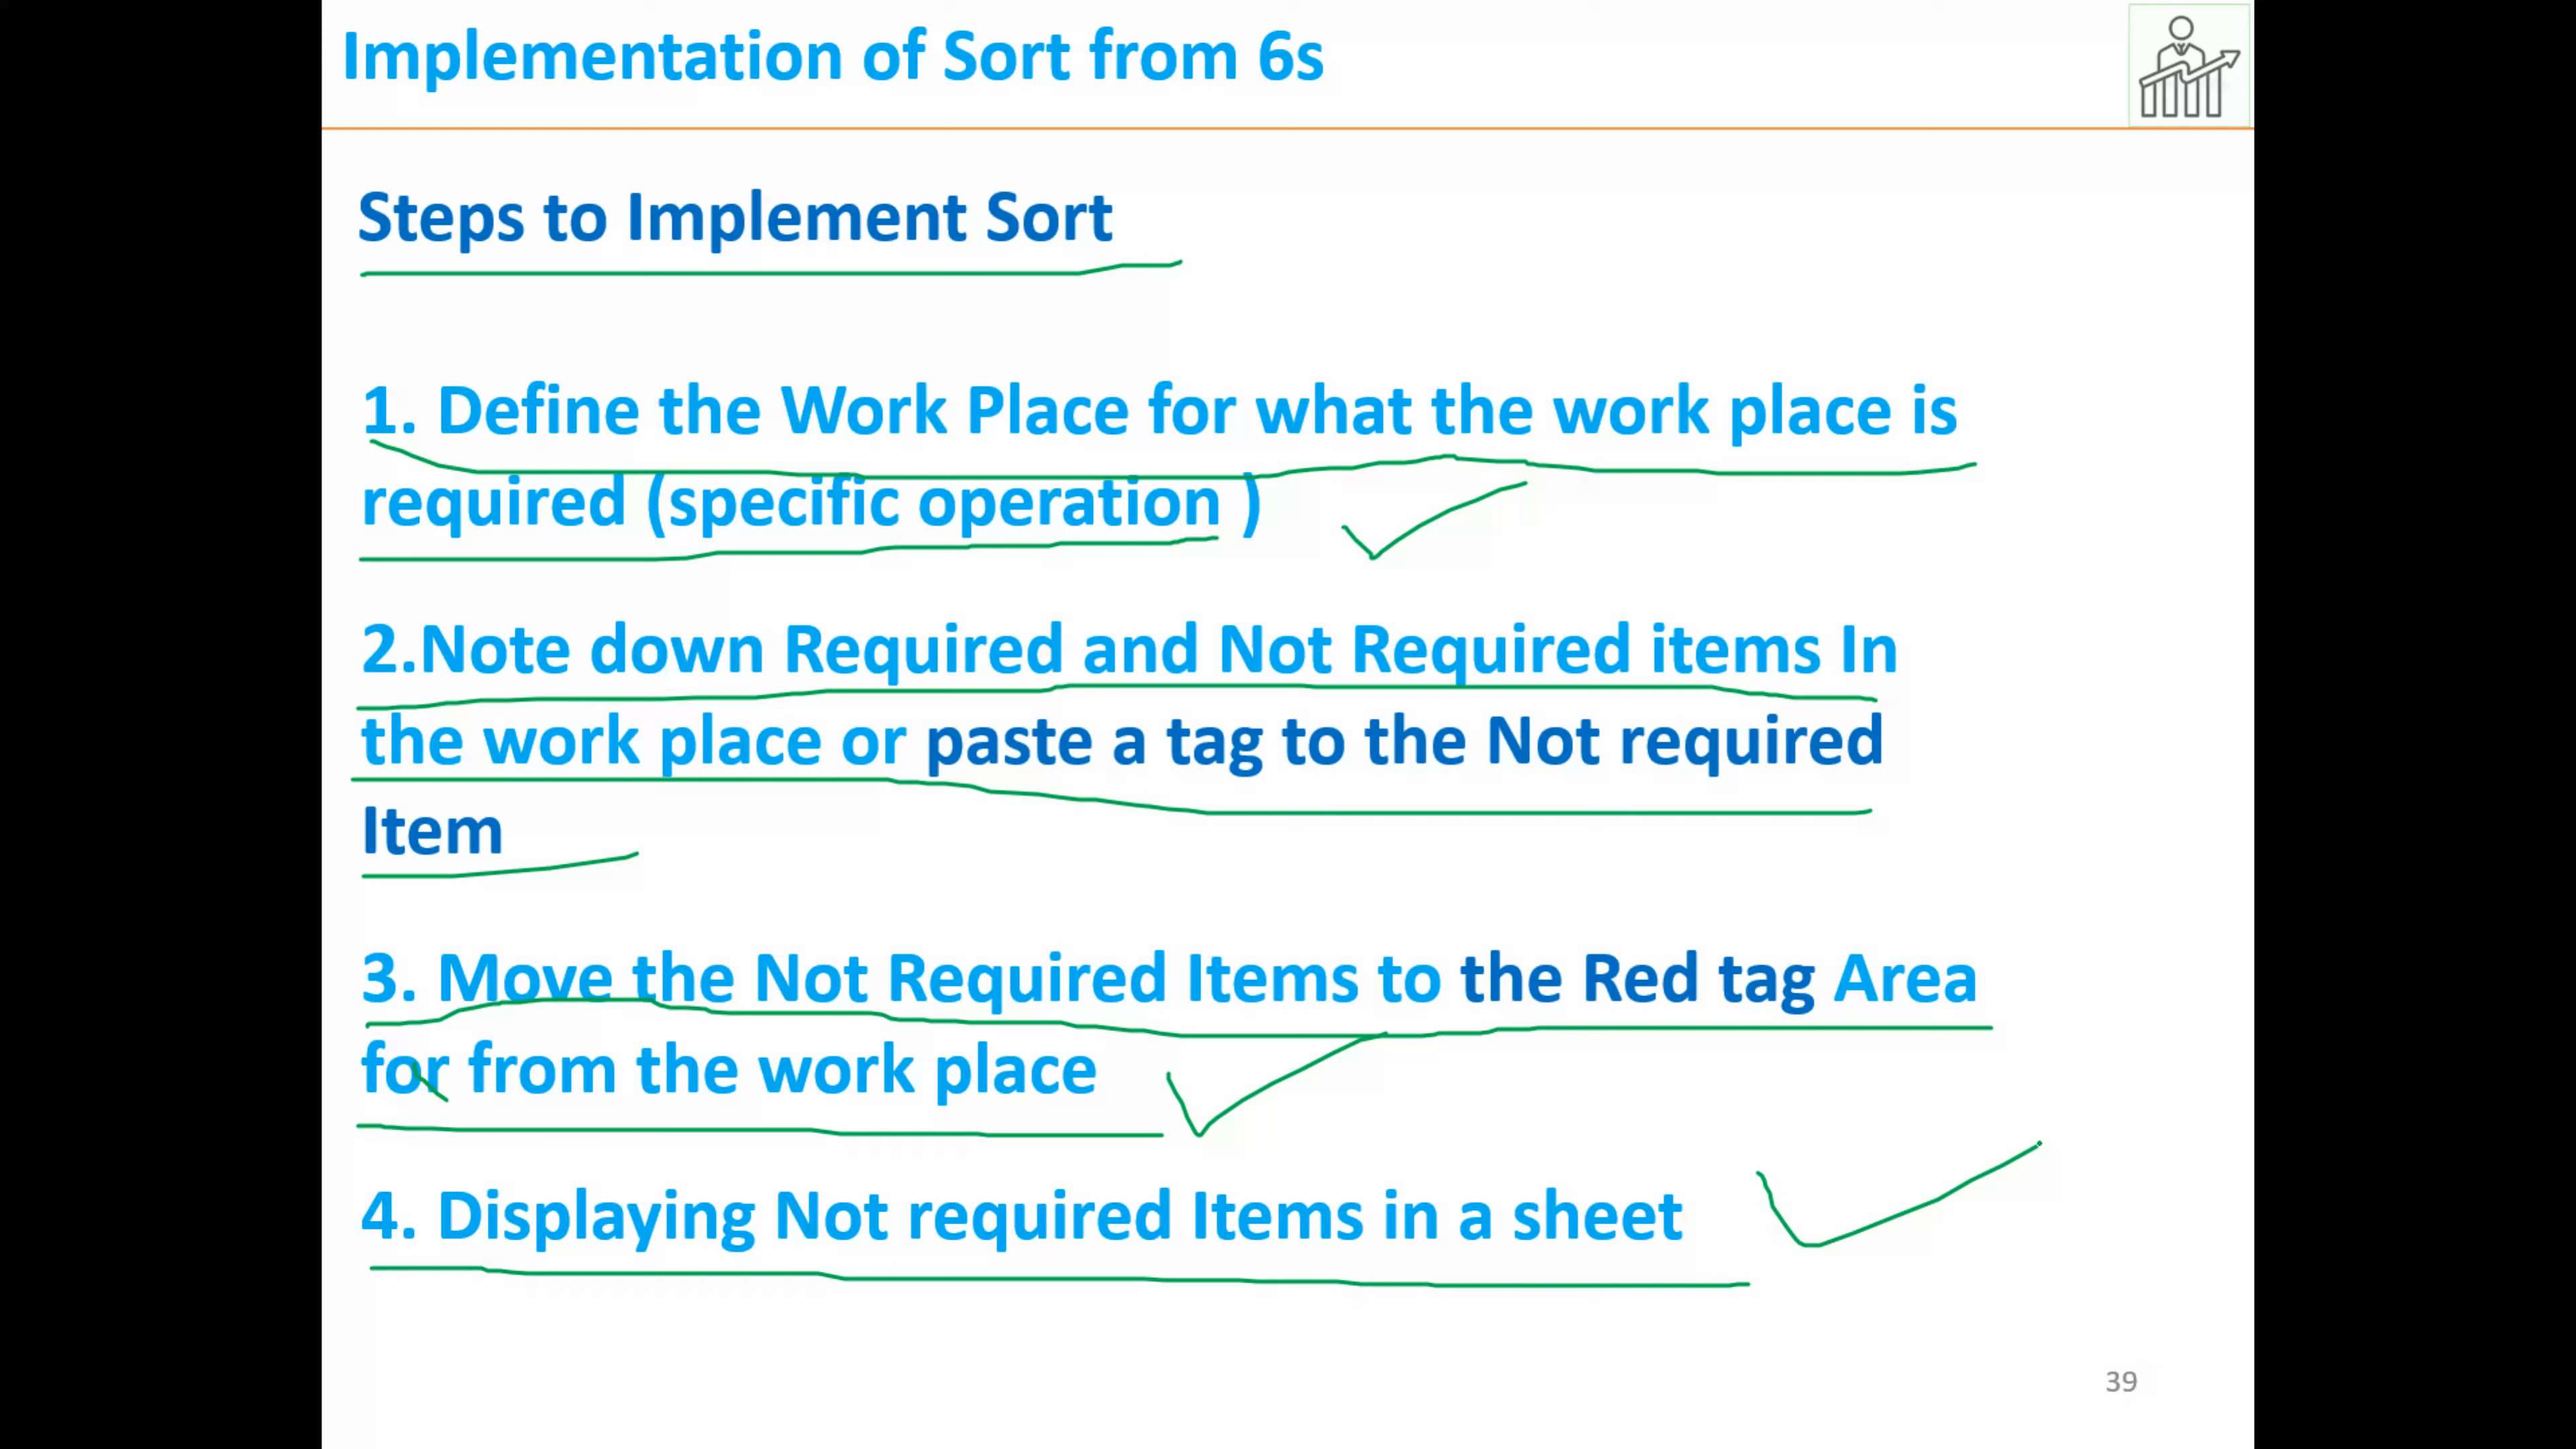 Implementation of Sort from 6s
Steps to Implement Sort
1. Define the Work Place for what the work place is
required (specific operation )
2.Note down Required and Not Required items In
the work place or paste a tag to the Not required
Item
3. Move the Not Required Items to the Red tag Area
for from the work place
4. Displaying Not required Items in a sheet
39